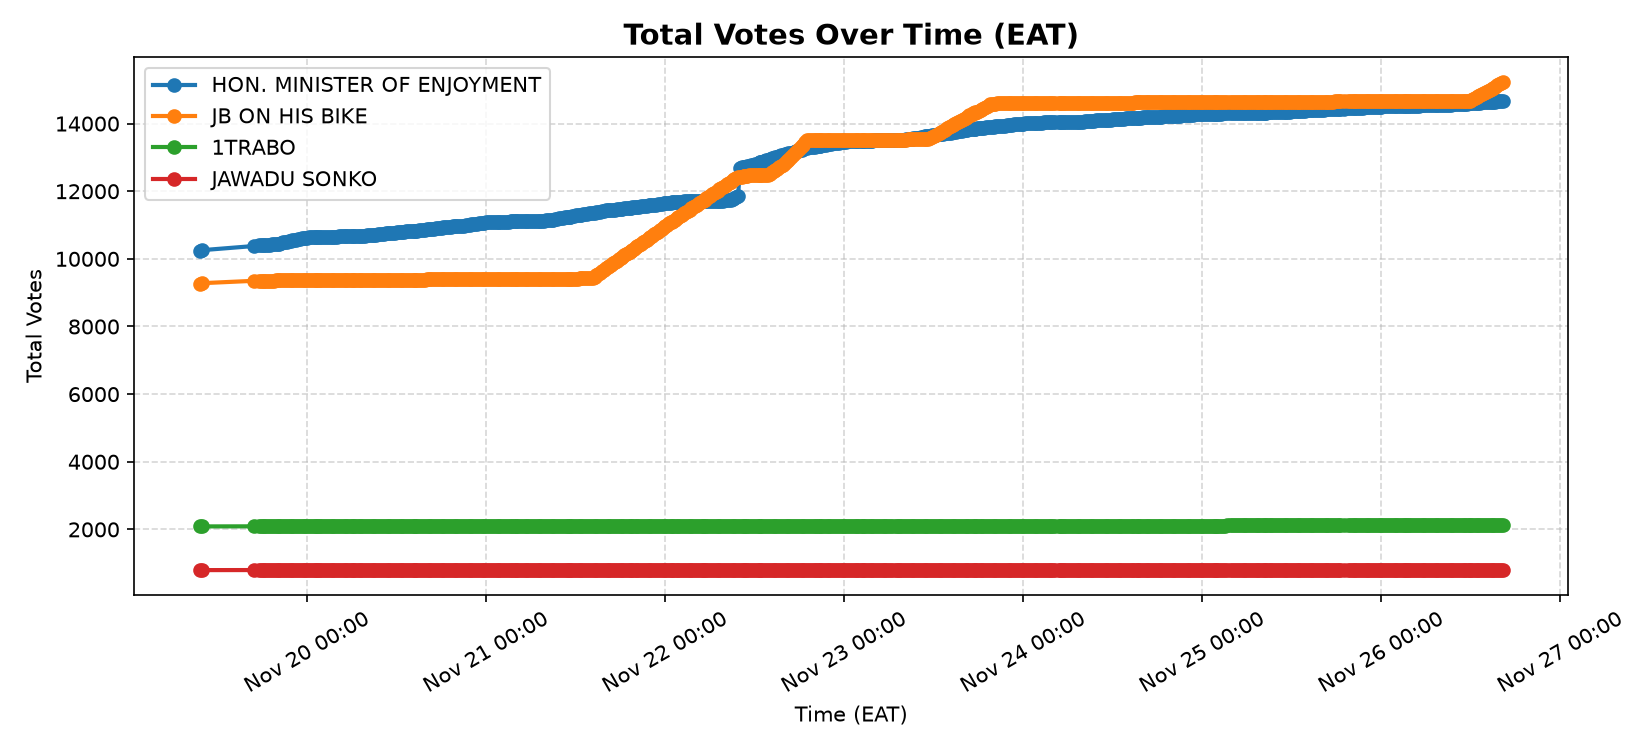 Total Votes Over Time (EAT)
HON. MINISTER OF ENJOYMENT
JB ON HIS BIKE
1TRABO
JAWADU SONKO
Total Votes
14000
12000
10000
8000
6000
4000
2000
Nov 20 00:00
Nov 21 00:00
Nov 22 00:00
Nov 23 00:00
Nov 24 00:00
Nov 25 00:00
Nov 26 00:00
Nov 27 00:00
Time (EAT)